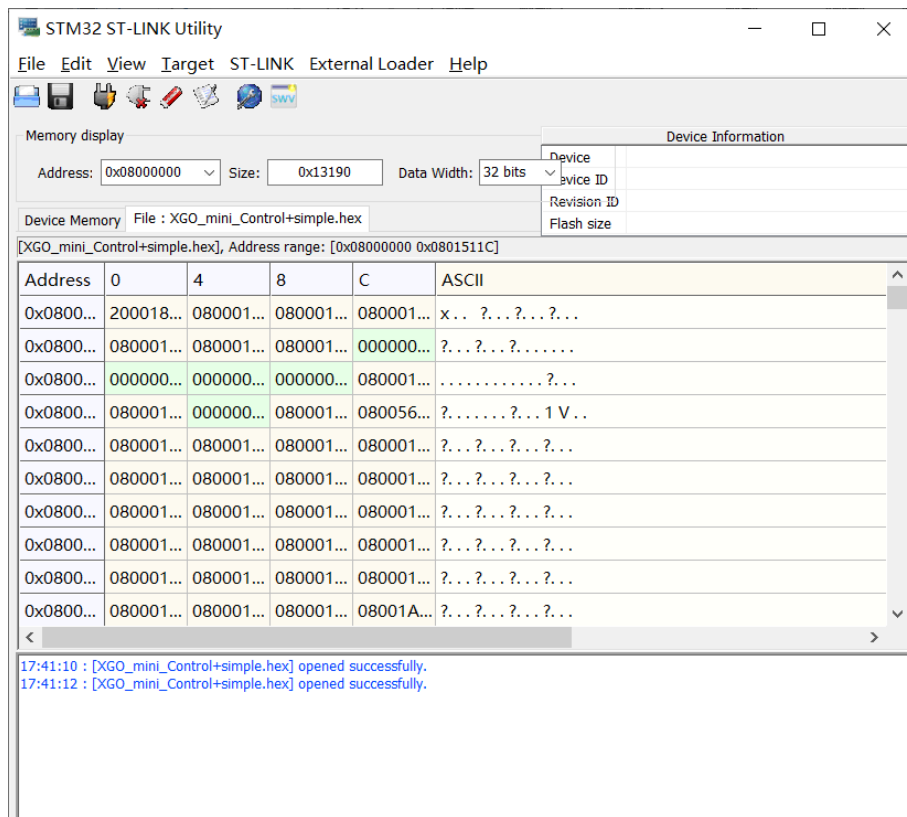 STM32 ST-LINK Utility
File Edit View Target ST-LINK External Loader Help
SWV
Memory display
Address: 0x08000000 Size: 0x13190 Data Width: 32 bits
Device Information
Device
Device ID
Revision ID
Flash size
Device Memory File : XGO_mini_Control+simple.hex
[XGO_mini_Control+simple.hex], Address range: [0x08000000 0x0801511C]
Address 0 4 8 C ASCII
0x0800... 200018... 080001... 080001... 080001... x . . ?. . . ?. . . ?. . .
0x0800... 080001... 080001... 080001... 000000... ?. . . ?. . . ?. . . . . . .
0x0800... 000000... 000000... 000000... 080001... . . . . . . . . . . . . ?. . .
0x0800... 080001... 000000... 080001... 080056... ?. . . . . . . ?. . . 1 V . .
0x0800... 080001... 080001... 080001... 080001... ?. . . ?. . . ?. . . ?. . .
0x0800... 080001... 080001... 080001... 080001... ?. . . ?. . . ?. . . ?. . .
0x0800... 080001... 080001... 080001... 080001... ?. . . ?. . . ?. . . ?. . .
0x0800... 080001... 080001... 080001... 080001... ?. . . ?. . . ?. . . ?. . .
0x0800... 080001... 080001... 080001... 080001... ?. . . ?. . . ?. . . ?. . .
0x0800... 080001... 080001... 080001... 08001A... ?. . . ?. . . ?. . . ?. . .
17:41:10 : [XGO_mini_Control+simple.hex] opened successfully.
17:41:12 : [XGO_mini_Control+simple.hex] opened successfully.